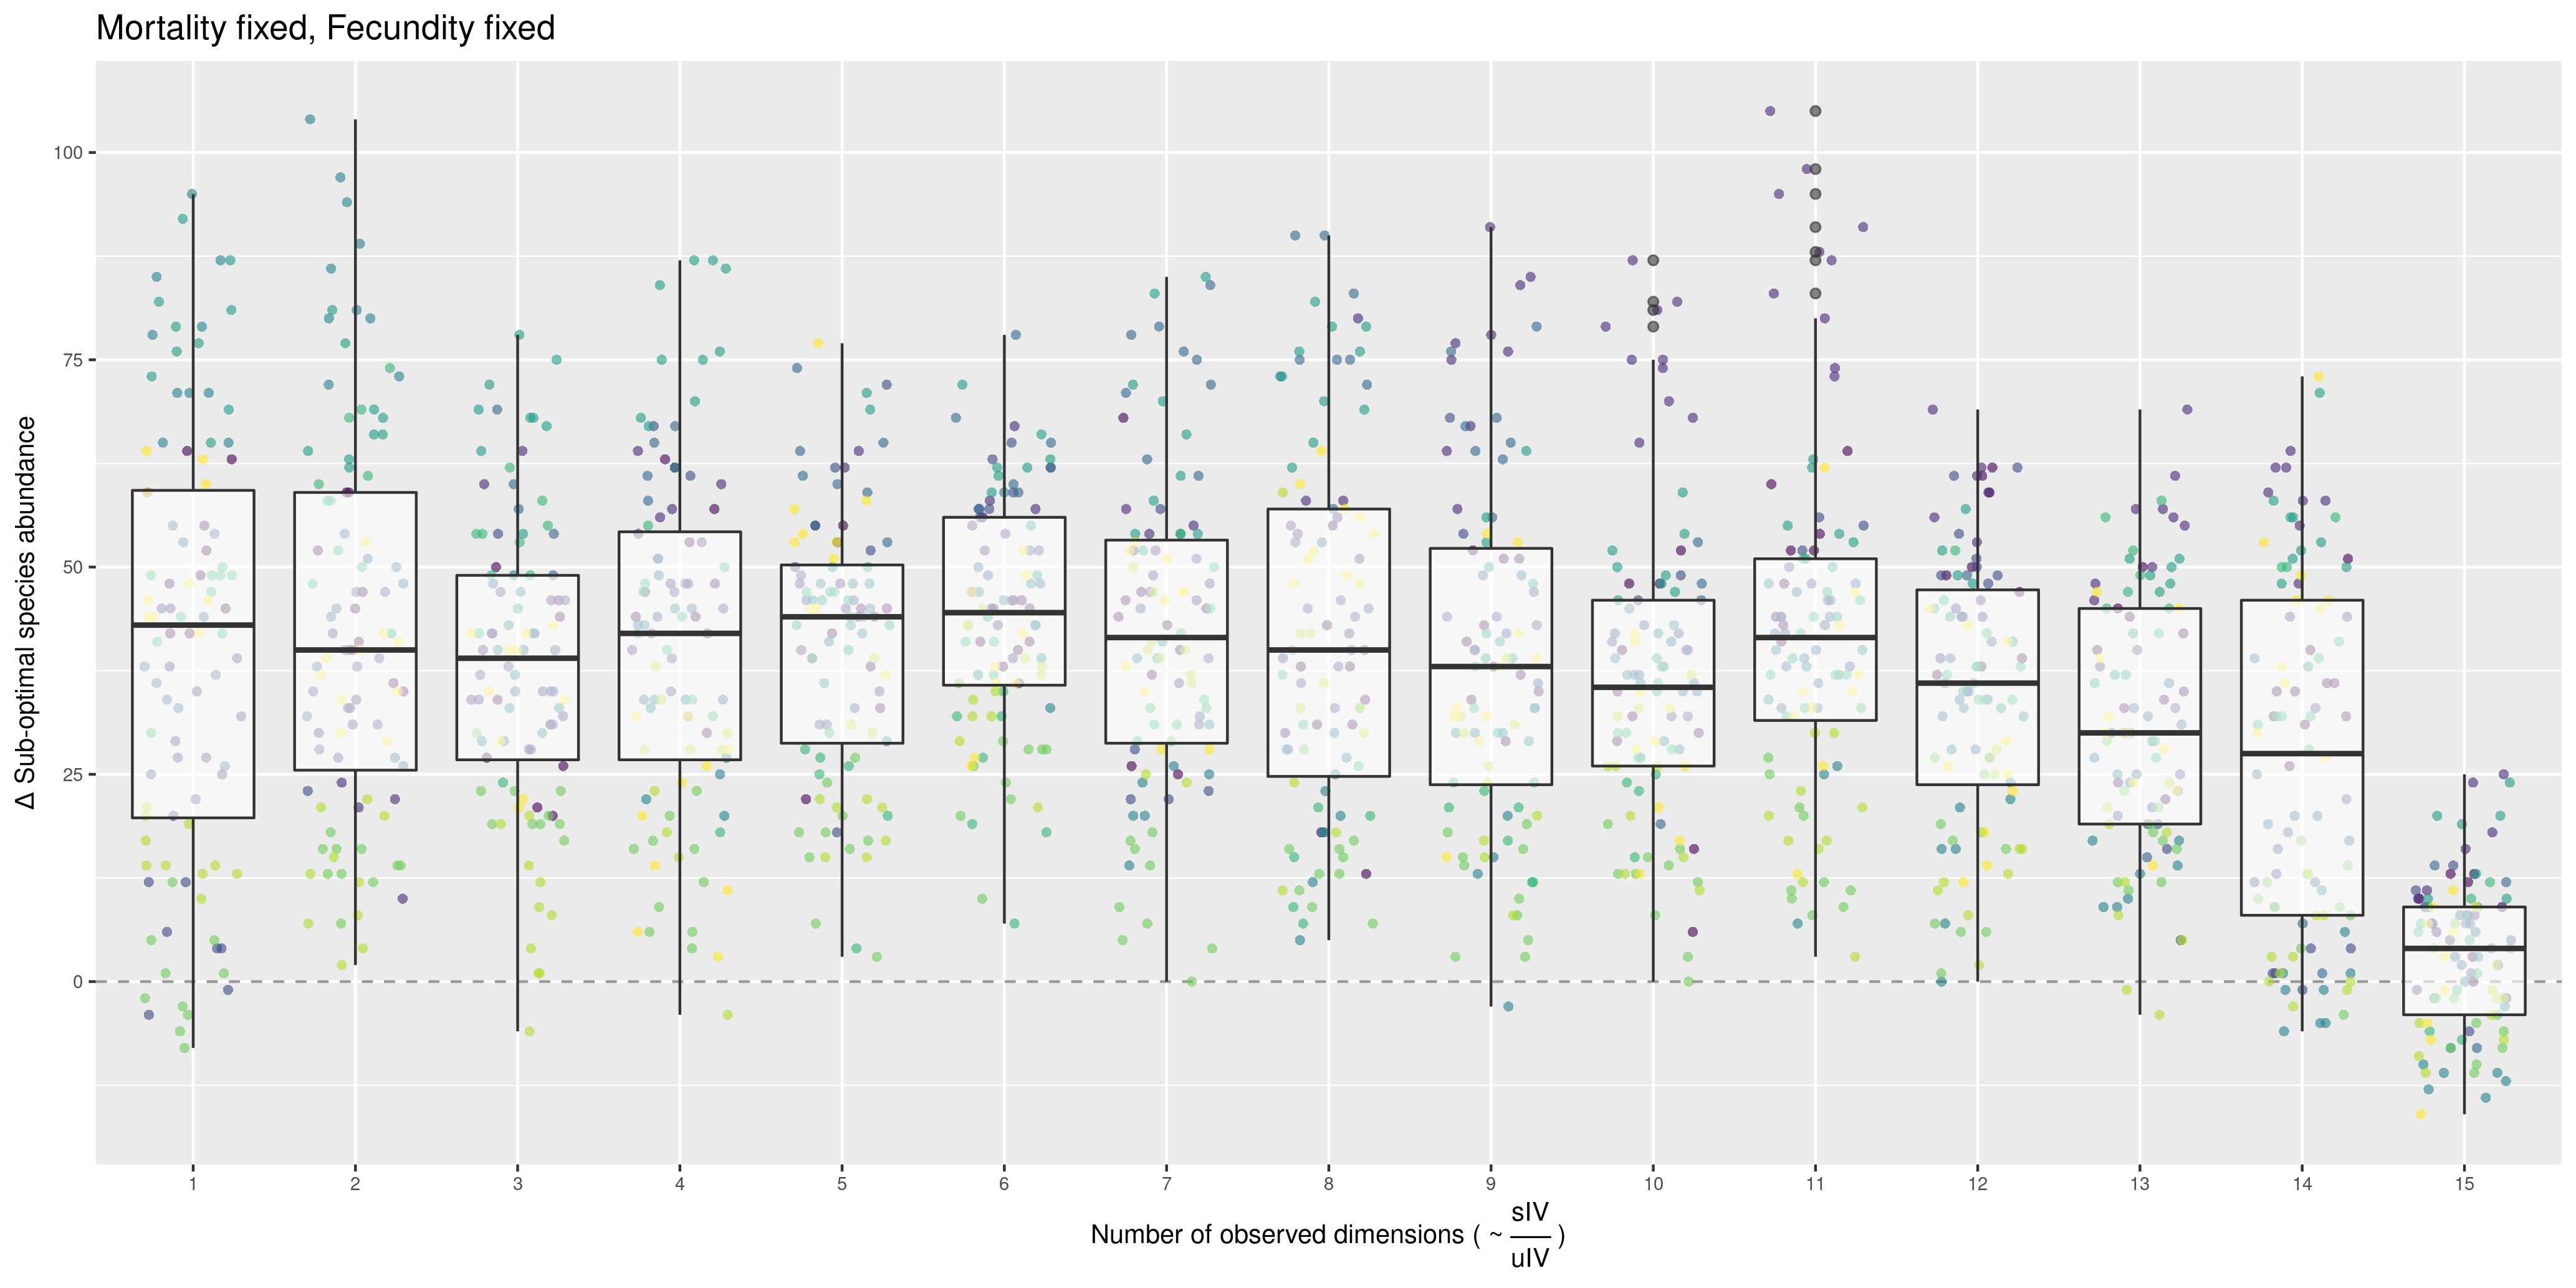 Mortality fixed, Fecundity fixed
Δ Sub-optimal species abundance
100
75
50
25
0
1 2 3 4 5 6 7 8 9 10 11 12 13 14 15
Number of observed dimensions ( ~ sIV / uIV )